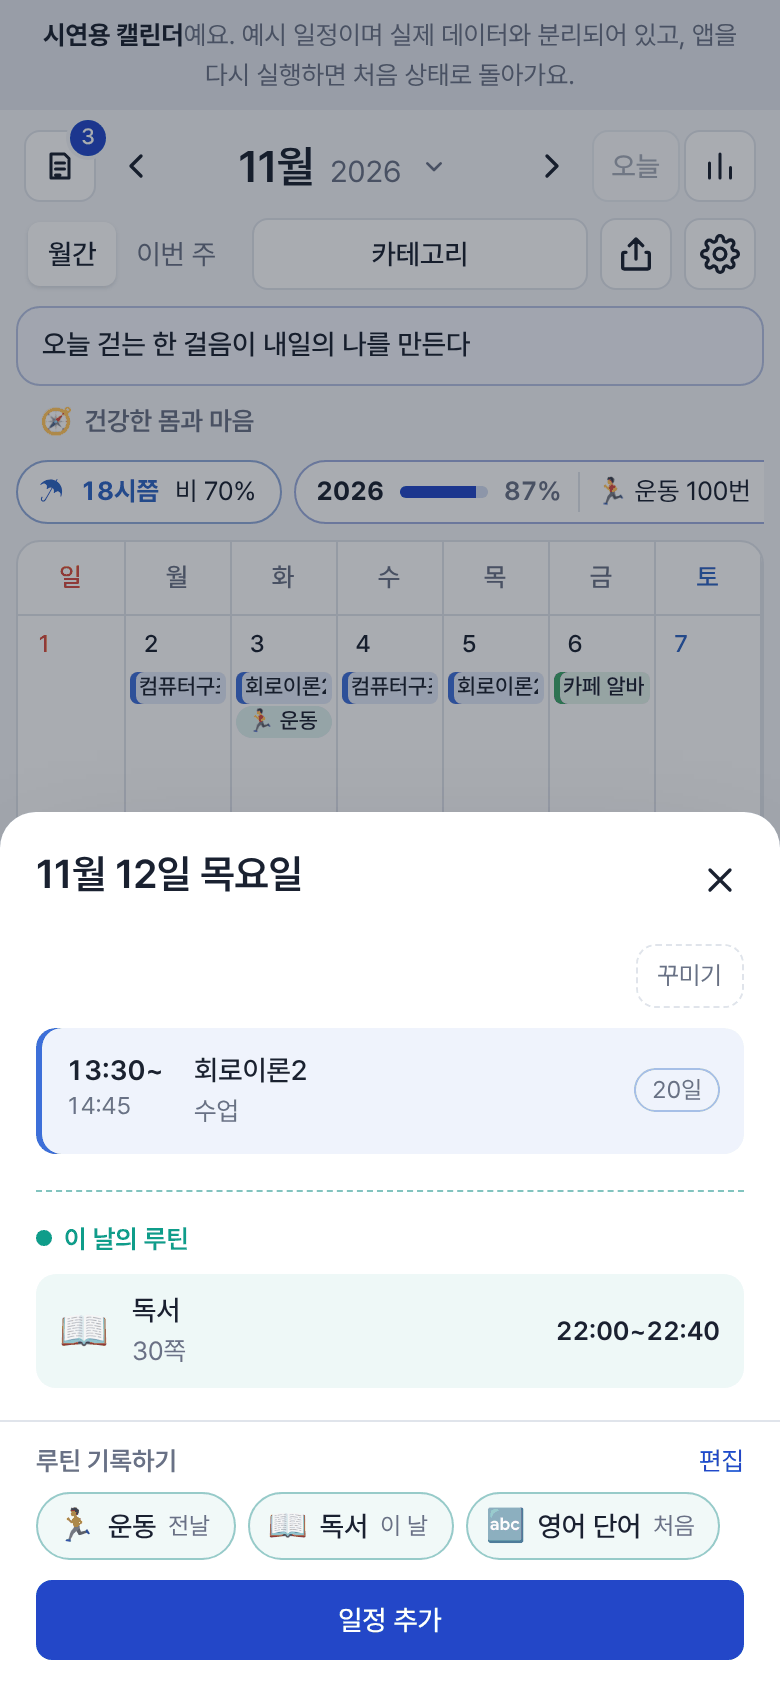 시연용 캘린더예요. 예시 일정이며 실제 데이터와 분리되어 있고, 앱을
다시 실행하면 처음 상태로 돌아가요.
3
11월 2026
오늘
월간 이번 주 카테고리
오늘 걷는 한 걸음이 내일의 나를 만든다
건강한 몸과 마음
18시쯤 비 70% 2026 87% 운동 100번
일 월 화 수 목 금 토
1 2 3 4 5 6 7
컴퓨터구 회로이론2 컴퓨터구 회로이론2 카페 알바
운동
11월 12일 목요일
꾸미기
13:30~ 회로이론2
14:45 수업
20일
이 날의 루틴
독서
30쪽
22:00~22:40
루틴 기록하기 편집
운동 전날 독서 이 날 abc 영어 단어 처음
일정 추가